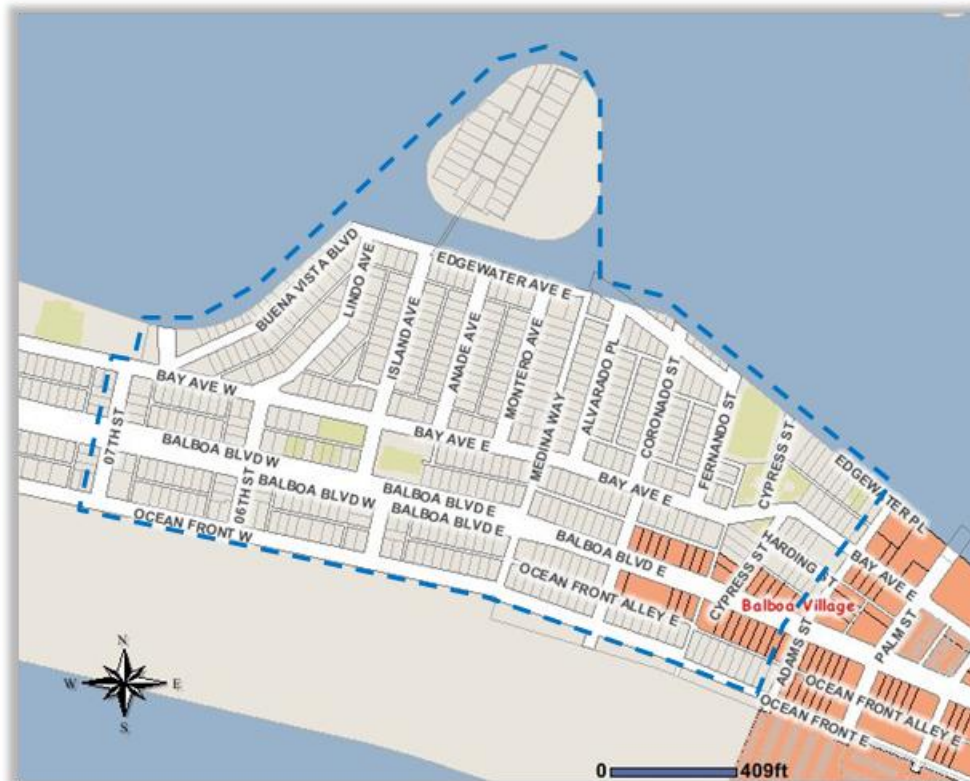 BUENA VISTA BLVD
LINDO AVE
EDGEWATER AVE E
ISLAND AVE
ANADE AVE
MONTERO AVE
MEDINA WAY
ALVARADO PL
CORONADO ST
FERNANDO ST
CYPRESS ST
EDGEWATER PL
BAY AVE W
BAY AVE E
BAY AVE E
BAY AVE E
07TH ST
06TH ST
BALBOA BLVD W
BALBOA BLVD W
BALBOA BLVD E
BALBOA BLVD E
BALBOA BLVD E
HARDING ST
CYPRESS ST
OCEAN FRONT W
OCEAN FRONT ALLEY E
Balboa Village
PALM ST
ADAMS ST
OCEAN FRONT ALLEY E
OCEAN FRONT E
N
W
E
S
0
409ft